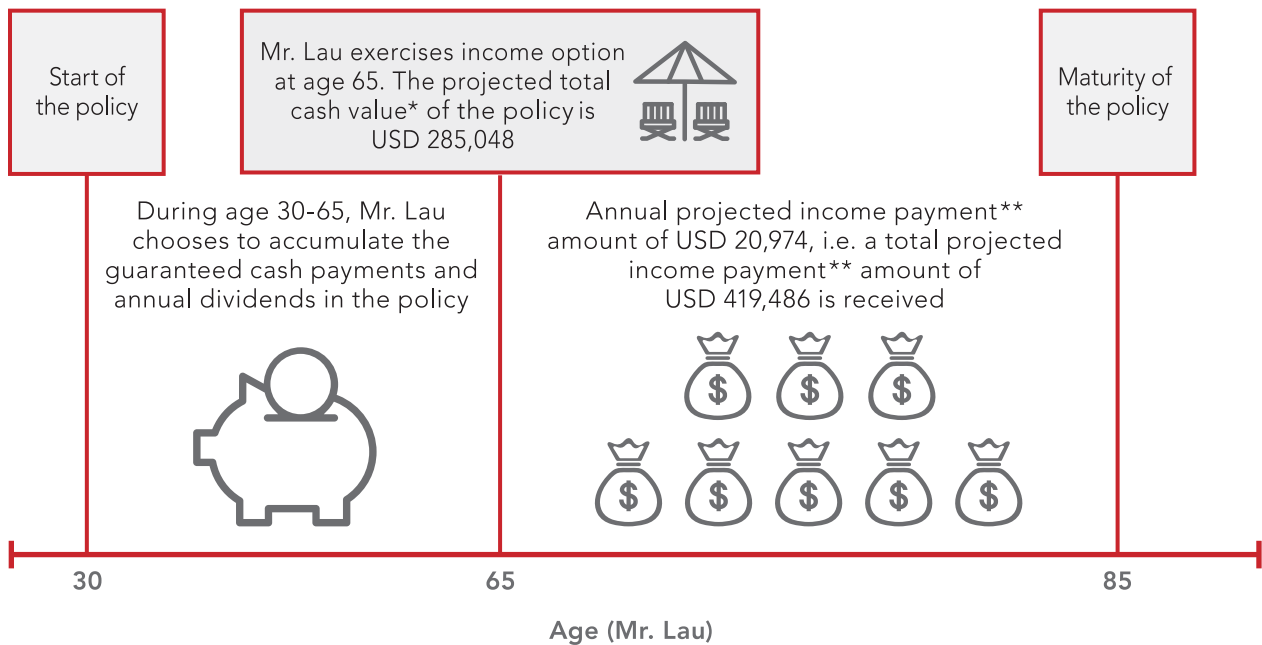 Start of
the policy
Mr. Lau exercises income option
at age 65. The projected total
cash value* of the policy is
USD 285,048
Maturity of
the policy
During age 30-65, Mr. Lau
chooses to accumulate the
guaranteed cash payments and
annual dividends in the policy
Annual projected income payment**
amount of USD 20,974, i.e. a total projected
income payment** amount of
USD 419,486 is received
$ $ $
$ $ $ $ $
30 65 85
Age (Mr. Lau)